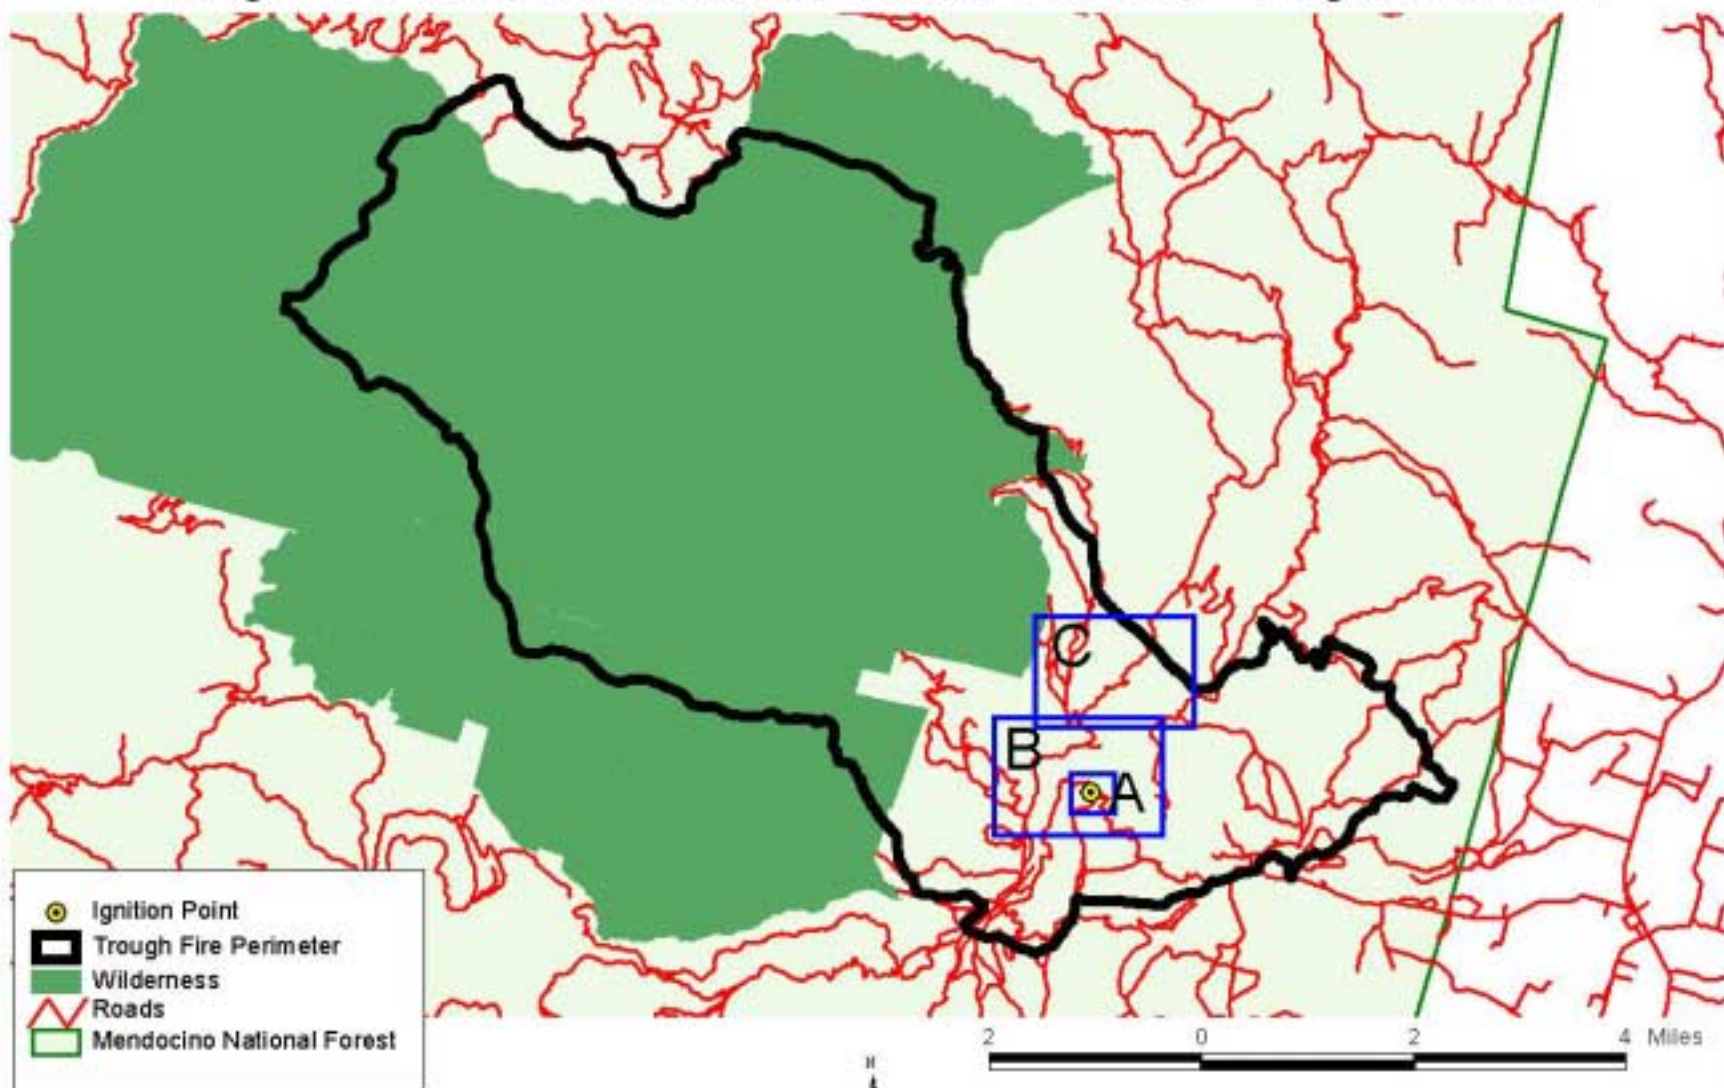 C
B
A
Ignition Point
Trough Fire Perimeter
Wilderness
Roads
Mendocino National Forest
2 0 2 4 Miles
N